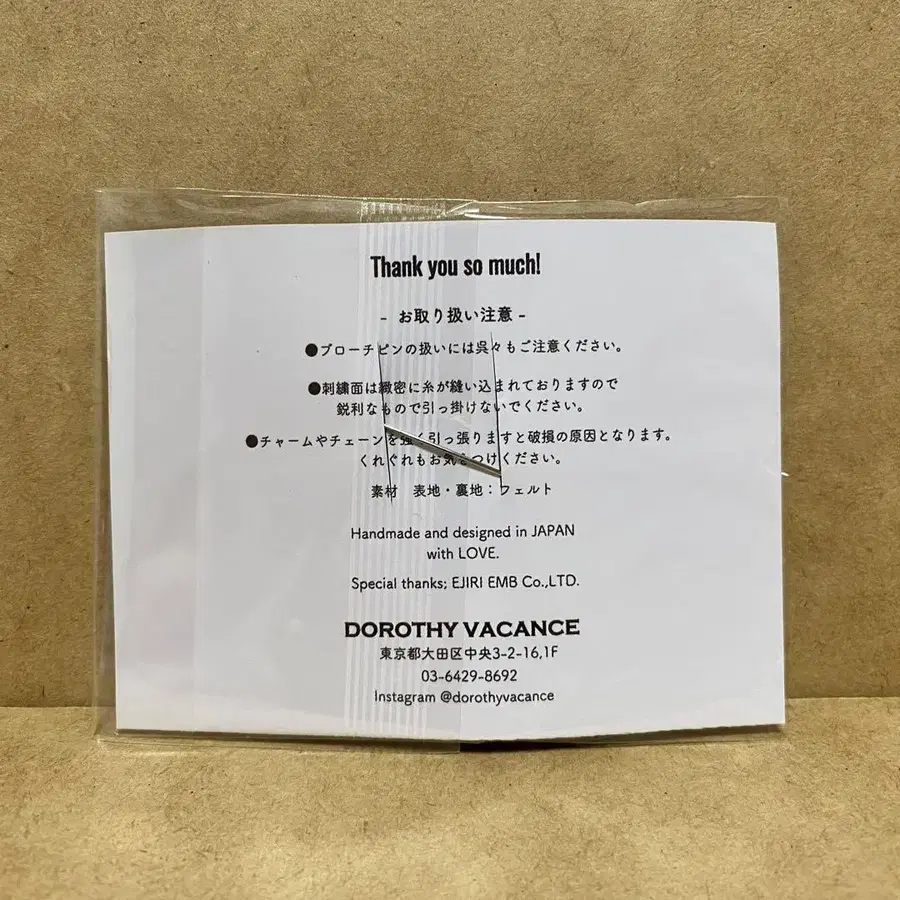 Thank you so much!
- お取り扱い注意 -
●ブローチピンの扱いには呉々もご注意ください。
●刺繍面は緻密に糸が縫い込まれておりますので
鋭利なもので引っ掛けないでください。
●チャームやチェーンを強く引っ張りますと破損の原因となります。
くれぐれもお気をつけください。
素材 表地・裏地：フェルト
Handmade and designed in JAPAN
with LOVE.
Special thanks; EJIRI EMB Co.,LTD.
DOROTHY VACANCE
東京都大田区中央3-2-16,1F
03-6429-8692
Instagram @dorothyvacance